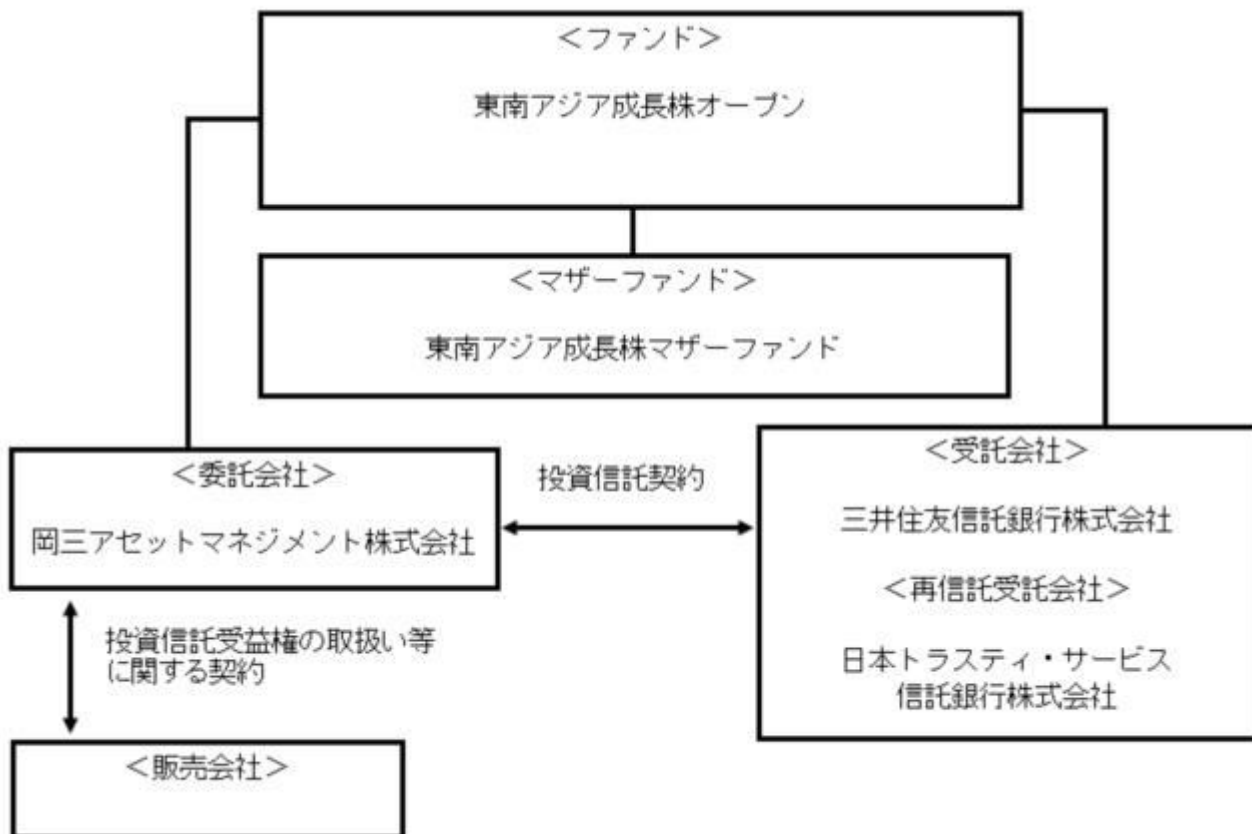 ＜ファンド＞
東南アジア成長株オープン
＜マザーファンド＞
東南アジア成長株マザーファンド
＜委託会社＞
岡三アセットマネジメント株式会社
投資信託契約
＜受託会社＞
三井住友信託銀行株式会社
＜再信託受託会社＞
日本トラスティ・サービス
信託銀行株式会社
投資信託受益権の取扱い等
に関する契約
＜販売会社＞